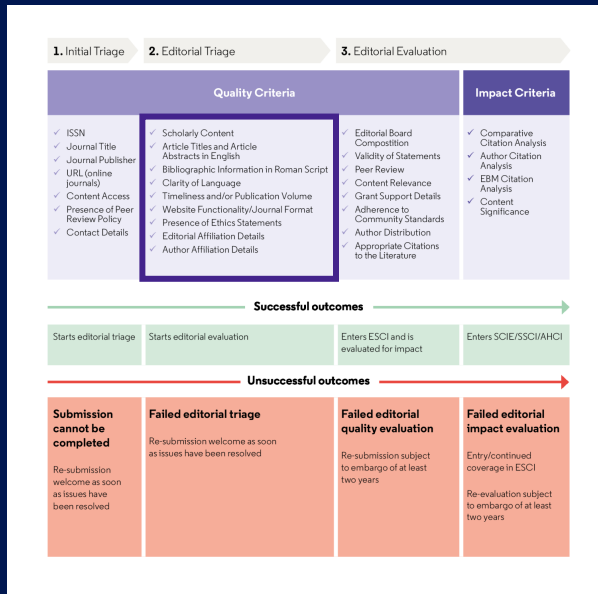 1. Initial Triage
2. Editorial Triage
3. Editorial Evaluation
Quality Criteria
Impact Criteria
✓ ISSN
✓ Journal Title
✓ Journal Publisher
✓ URL (online
journals)
✓ Content Access
✓ Presence of Peer
Review Policy
✓ Contact Details
✓ Scholarly Content
✓ Article Titles and Article
Abstracts in English
✓ Bibliographic Information in Roman Script
✓ Clarity of Language
✓ Timeliness and/or Publication Volume
✓ Website Functionality/Journal Format
✓ Presence of Ethics Statements
✓ Editorial Affiliation Details
✓ Author Affiliation Details
✓ Editorial Board
Compostition
✓ Validity of Statements
✓ Peer Review
✓ Content Relevance
✓ Grant Support Details
✓ Adherence to
Community Standards
✓ Author Distribution
✓ Appropriate Citations
to the Literature
✓ Comparative
Citation Analysis
✓ Author Citation
Analysis
✓ EBM Citation
Analysis
✓ Content
Significance
Successful outcomes
Starts editorial triage
Starts editorial evaluation
Enters ESCI and is
evaluated for impact
Enters SCIE/SSCI/AHCI
Unsuccessful outcomes
Submission
cannot be
completed
Re-submission
welcome as soon
as issues have
been resolved
Failed editorial triage
Re-submission welcome as soon
as issues have been resolved
Failed editorial
quality evaluation
Re-submission subject
to embargo of at least
two years
Failed editorial
impact evaluation
Entry/continued
coverage in ESCI
Re-evaluation subject
to embargo of at least
two years